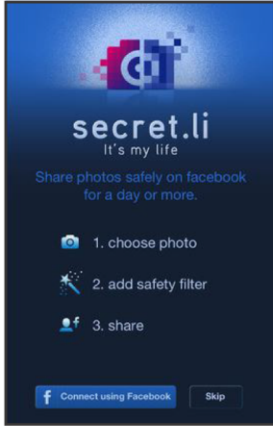 secret.li
It's my life
Share photos safely on facebook
for a day or more.
1. choose photo
2. add safety filter
3. share
Connect using Facebook
Skip